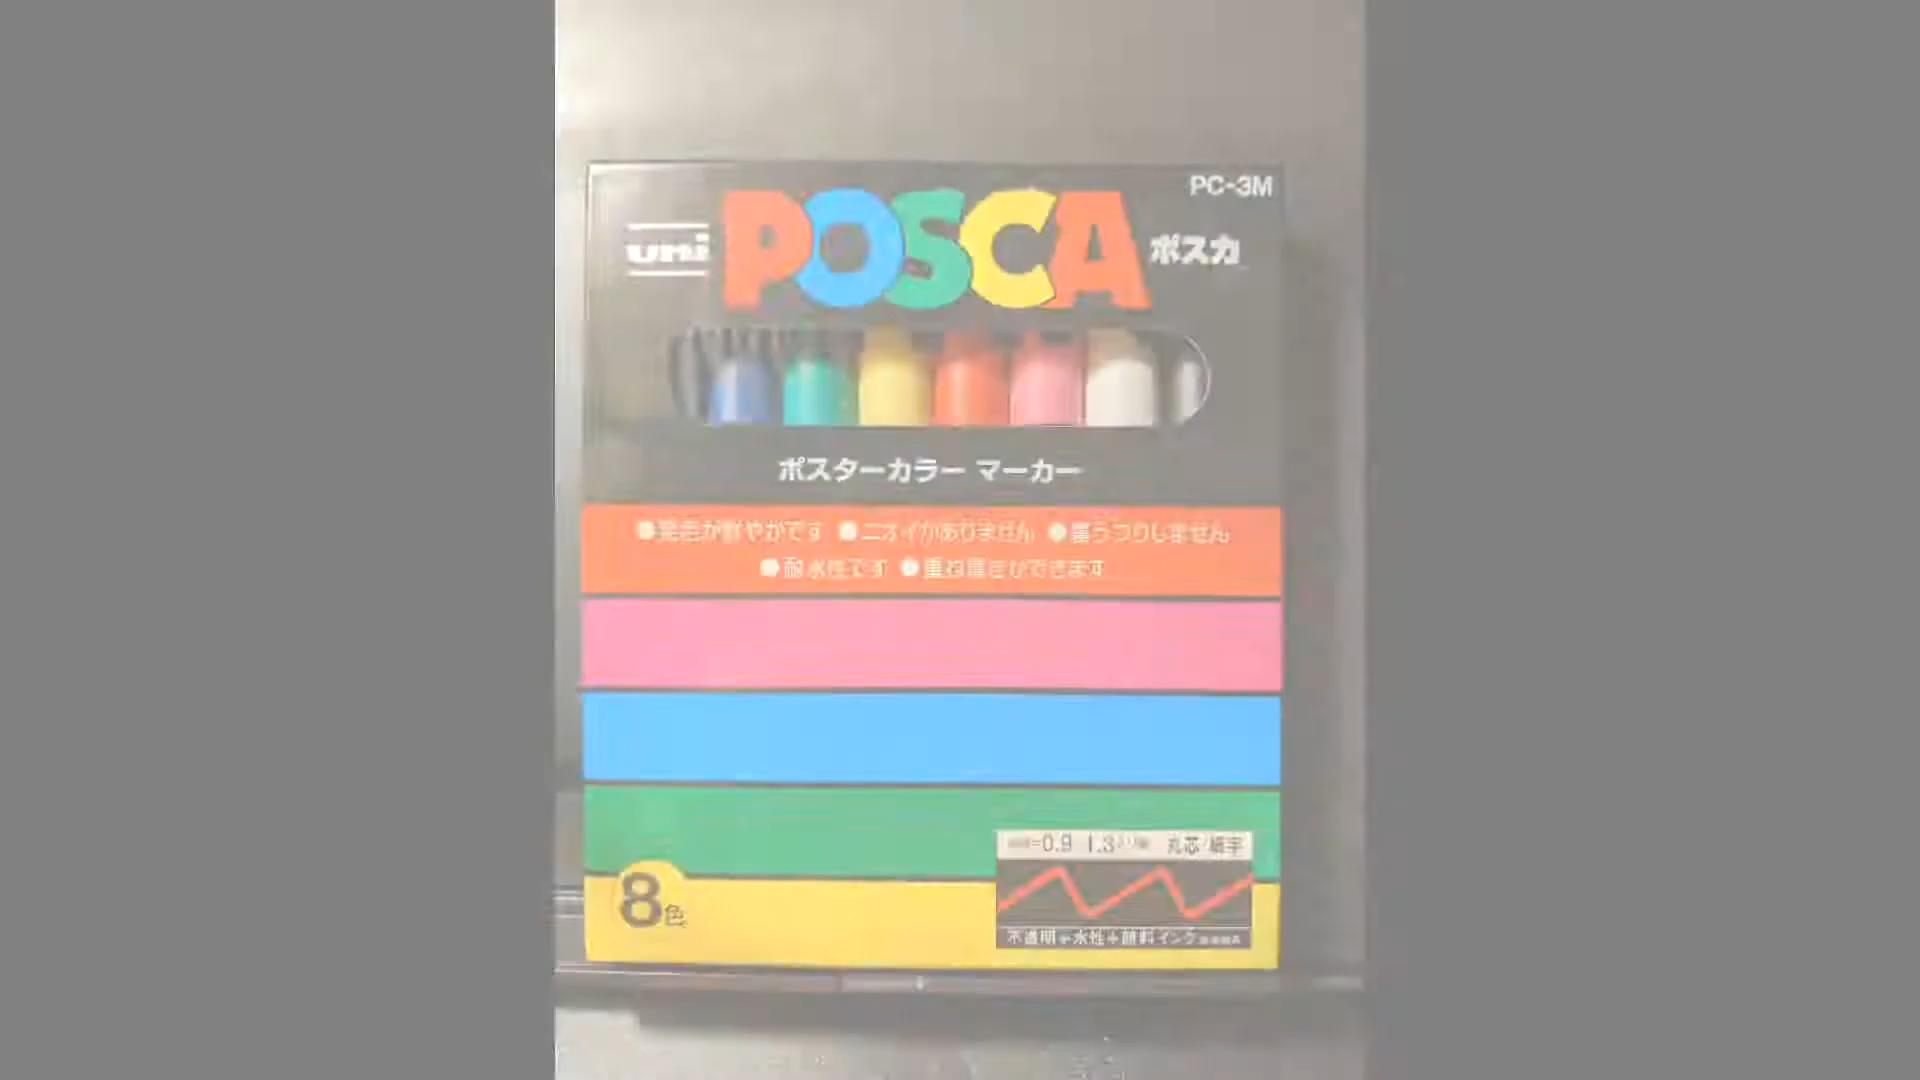 PC-3M
uni POSCA ポスカ
ポスターカラー マーカー
●発色が鮮やかです ●ニオイがありません ●裏うつりしません
●耐水性です ●重ね書きができます
=0.9 1.3 丸芯/細字
8色
不透明+水性+顔料インク